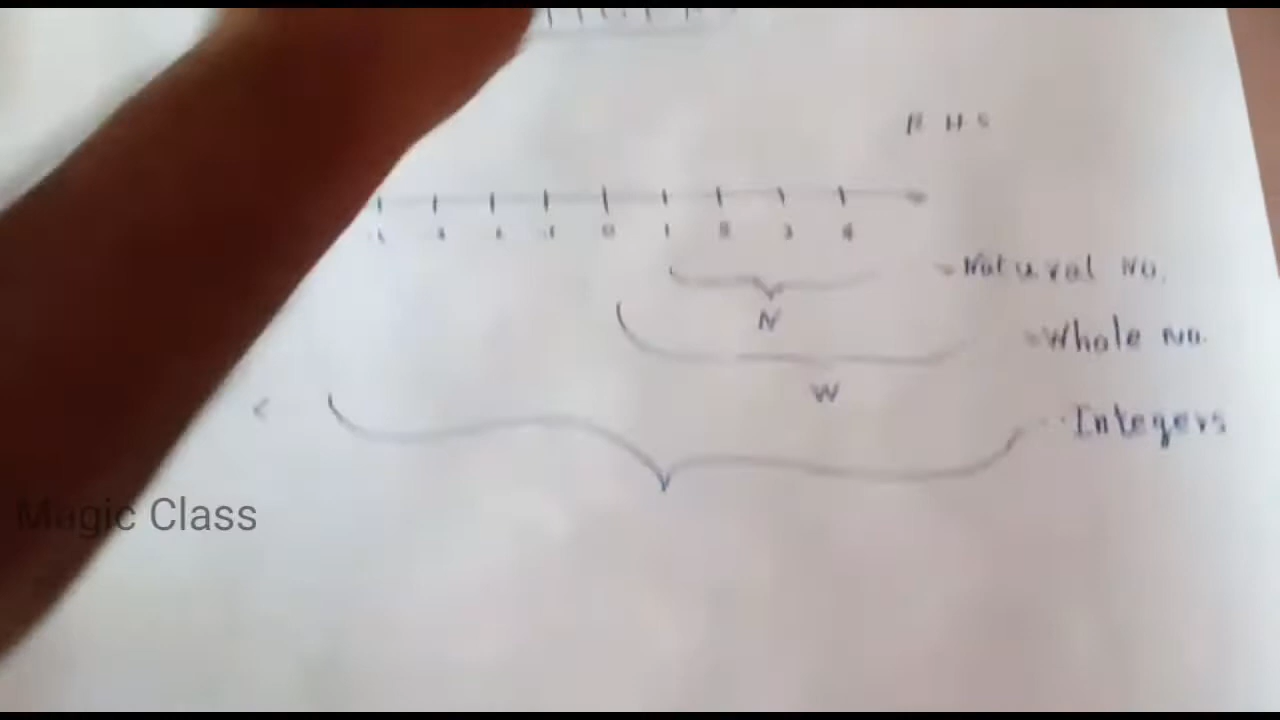 R H S
0 1 2 3 4
Natural No.
N
Whole No.
W
Integers
Magic Class